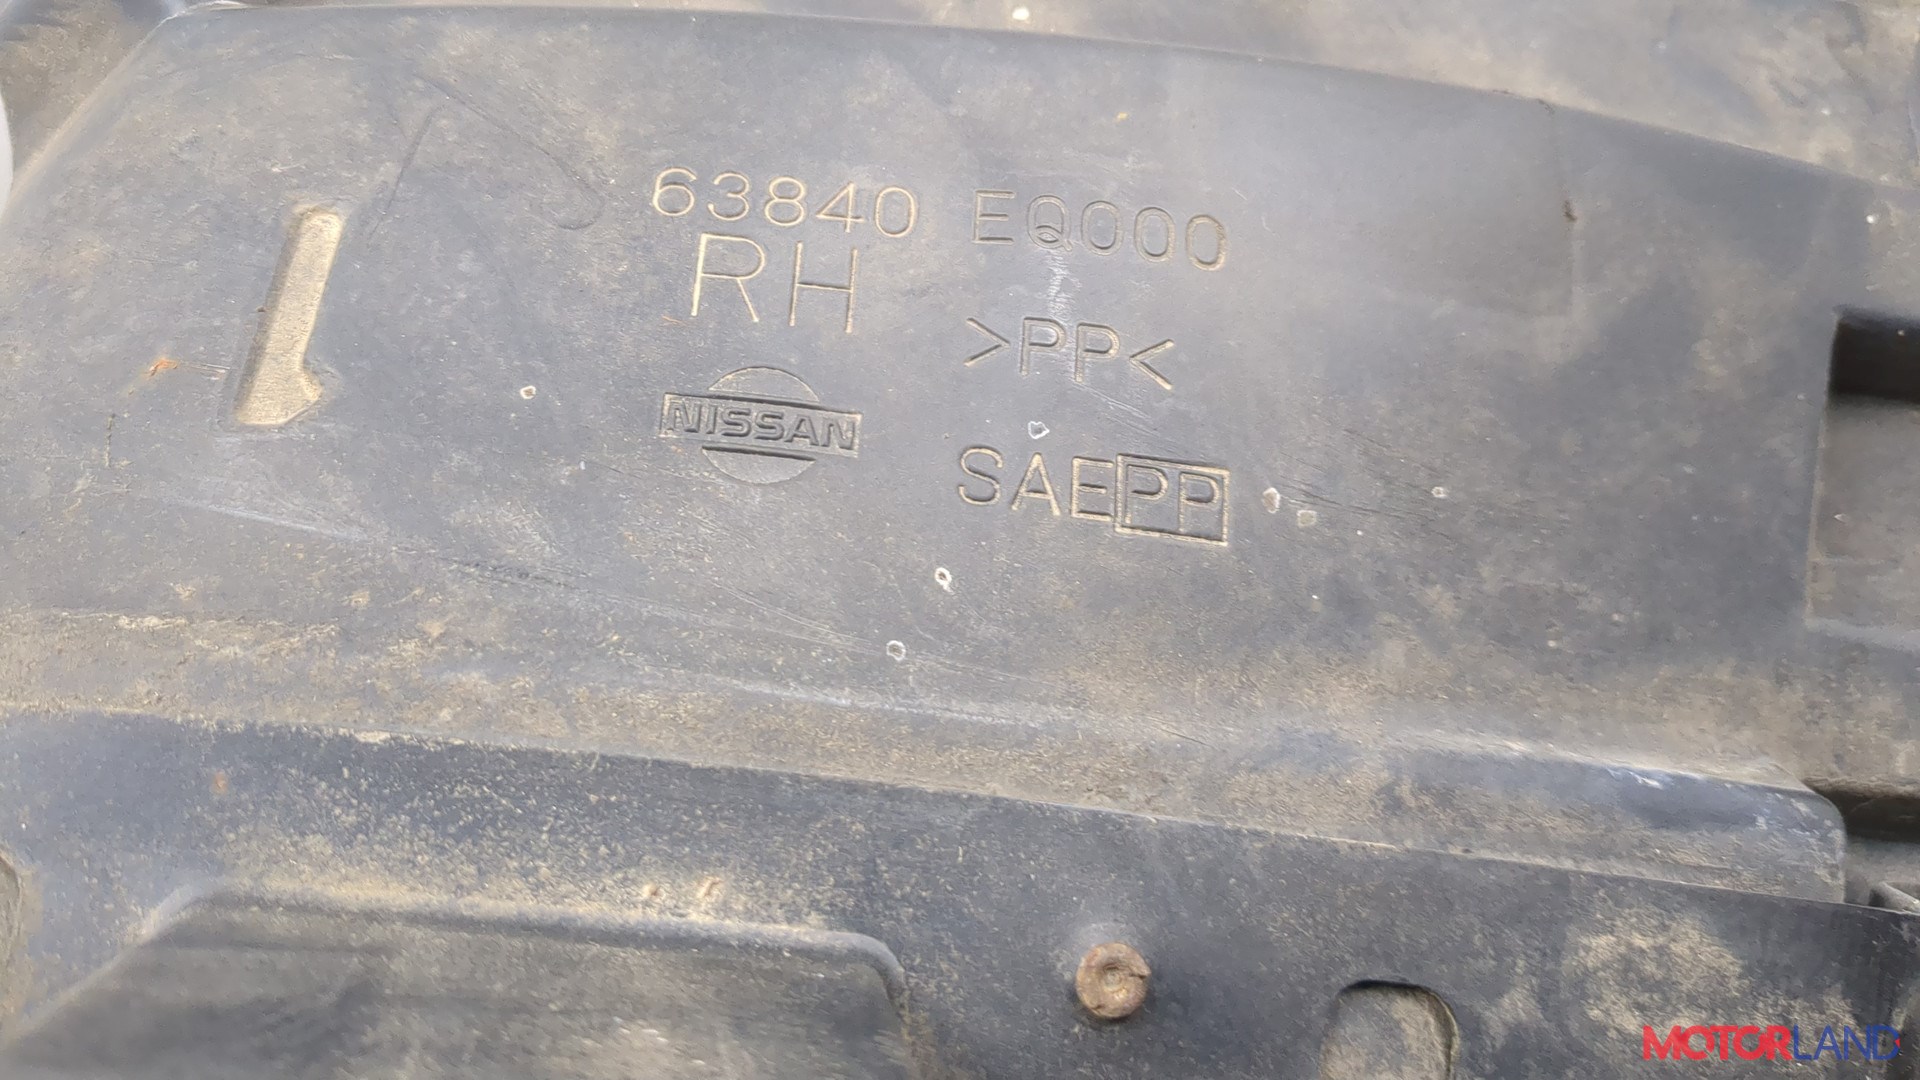 63840 EQ000
RH
>PP<
NISSAN
SAEPP
MOTORLAND